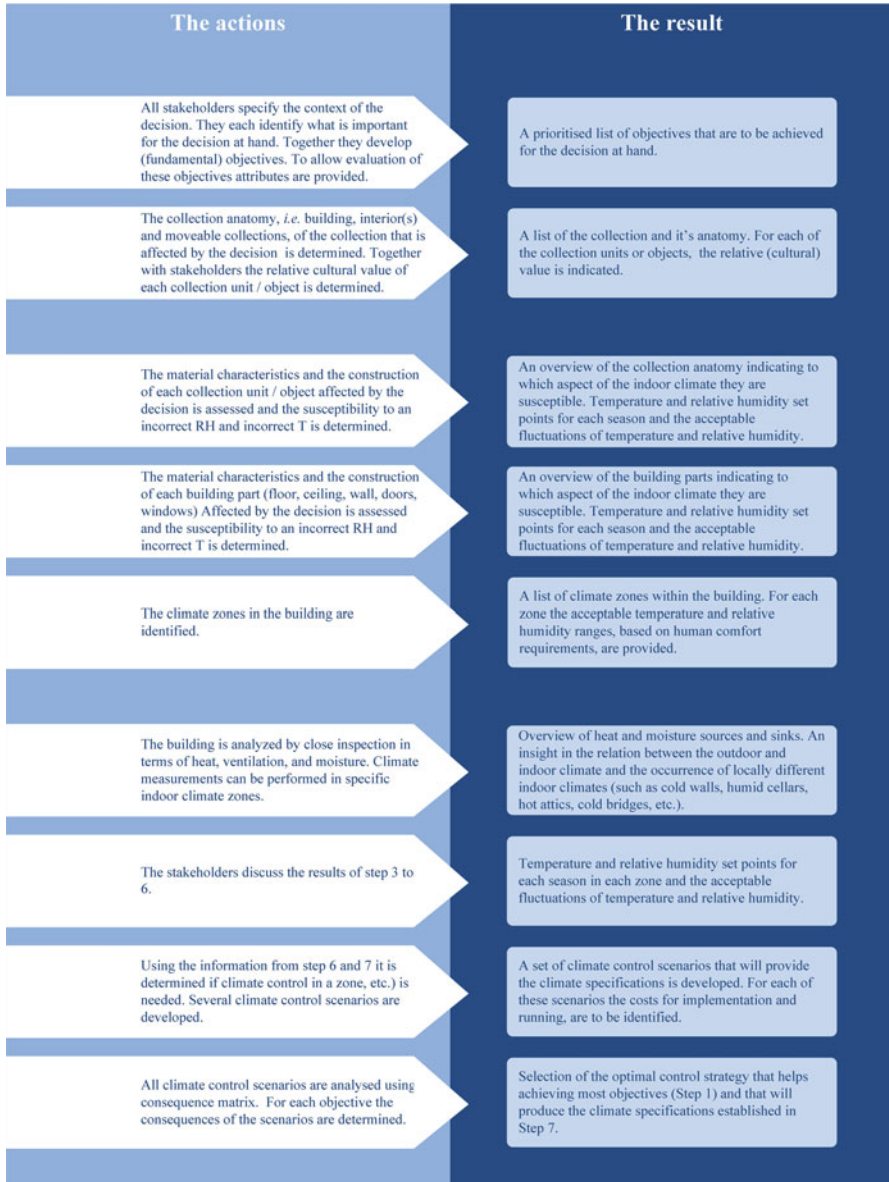 The actions
The result
All stakeholders specify the context of the
decision. They each identify what is important
for the decision at hand. Together they develop
(fundamental) objectives. To allow evaluation of
these objectives attributes are provided.
A prioritised list of objectives that are to be achieved
for the decision at hand.
The collection anatomy, i.e. building, interior(s)
and moveable collections, of the collection that is
affected by the decision is determined. Together
with stakeholders the relative cultural value of
each collection unit / object is determined.
A list of the collection and it's anatomy. For each of
the collection units or objects, the relative (cultural)
value is indicated.
The material characteristics and the construction
of each collection unit / object affected by the
decision is assessed and the susceptibility to an
incorrect RH and incorrect T is determined.
An overview of the collection anatomy indicating to
which aspect of the indoor climate they are
susceptible. Temperature and relative humidity set
points for each season and the acceptable
fluctuations of temperature and relative humidity.
The material characteristics and the construction
of each building part (floor, ceiling, wall, doors,
windows) Affected by the decision is assessed
and the susceptibility to an incorrect RH and
incorrect T is determined.
An overview of the building parts indicating to
which aspect of the indoor climate they are
susceptible. Temperature and relative humidity set
points for each season and the acceptable
fluctuations of temperature and relative humidity.
The climate zones in the building are
identified.
A list of climate zones within the building. For each
zone the acceptable temperature and relative
humidity ranges, based on human comfort
requirements, are provided.
The building is analyzed by close inspection in
terms of heat, ventilation, and moisture. Climate
measurements can be performed in specific
indoor climate zones.
Overview of heat and moisture sources and sinks. An
insight in the relation between the outdoor and
indoor climate and the occurrence of locally different
indoor climates (such as cold walls, humid cellars,
hot attics, cold bridges, etc.).
The stakeholders discuss the results of step 3 to
6.
Temperature and relative humidity set points for
each season in each zone and the acceptable
fluctuations of temperature and relative humidity.
Using the information from step 6 and 7 it is
determined if climate control in a zone, etc.) is
needed. Several climate control scenarios are
developed.
A set of climate control scenarios that will provide
the climate specifications is developed. For each of
these scenarios the costs for implementation and
running, are to be identified.
All climate control scenarios are analysed using
consequence matrix. For each objective the
consequences of the scenarios are determined.
Selection of the optimal control strategy that helps
achieving most objectives (Step 1) and that will
produce the climate specifications established in
Step 7.